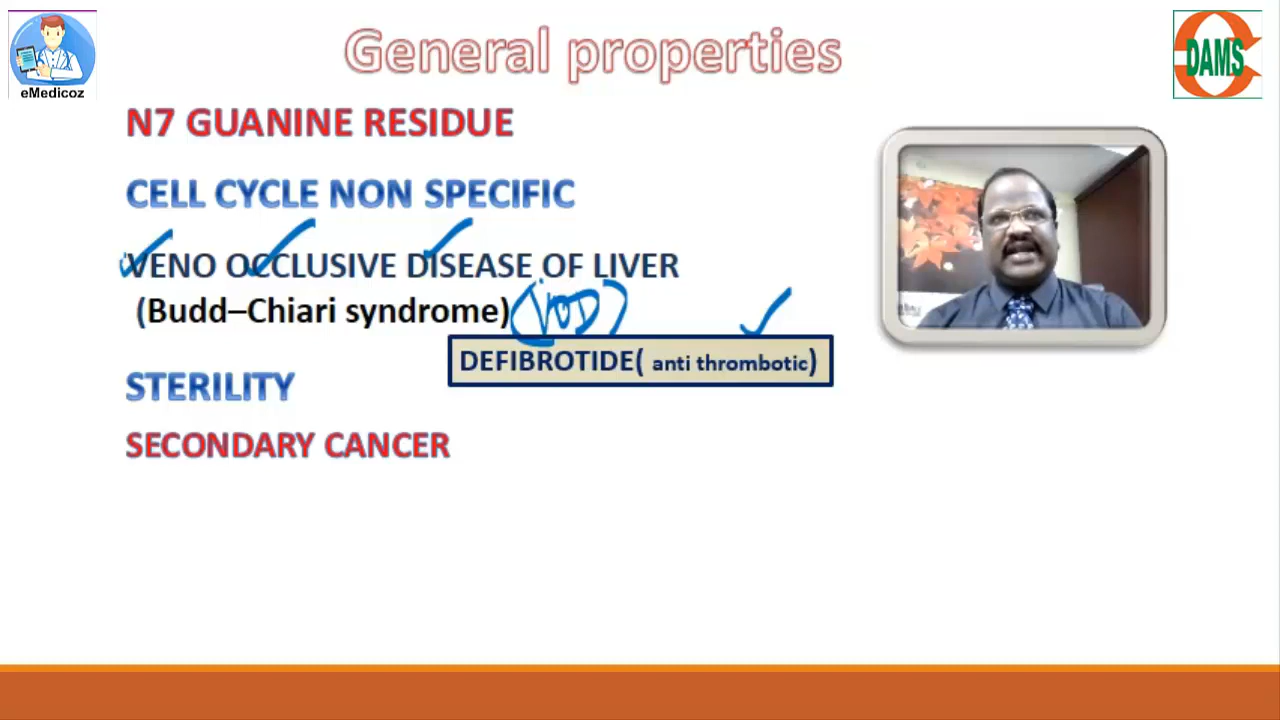 General properties
eMedicoz
DAMS
N7 GUANINE RESIDUE
CELL CYCLE NON SPECIFIC
VENO OCCLUSIVE DISEASE OF LIVER
(Budd–Chiari syndrome) (VOD)
DEFIBROTIDE( anti thrombotic)
STERILITY
SECONDARY CANCER